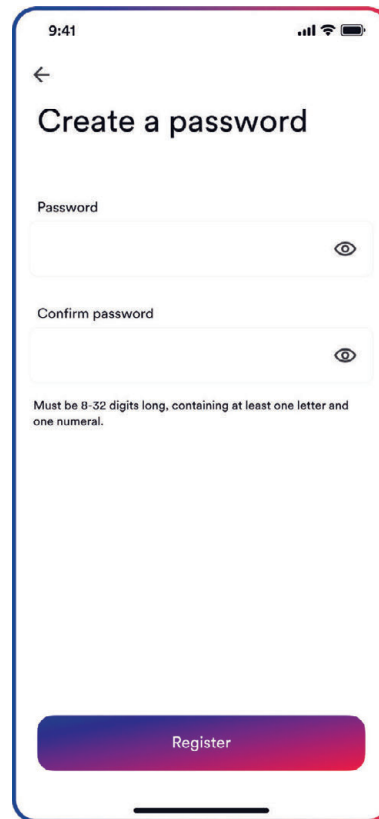 9:41
Create a password
Password
Confirm password
Must be 8-32 digits long, containing at least one letter and
one numeral.
Register